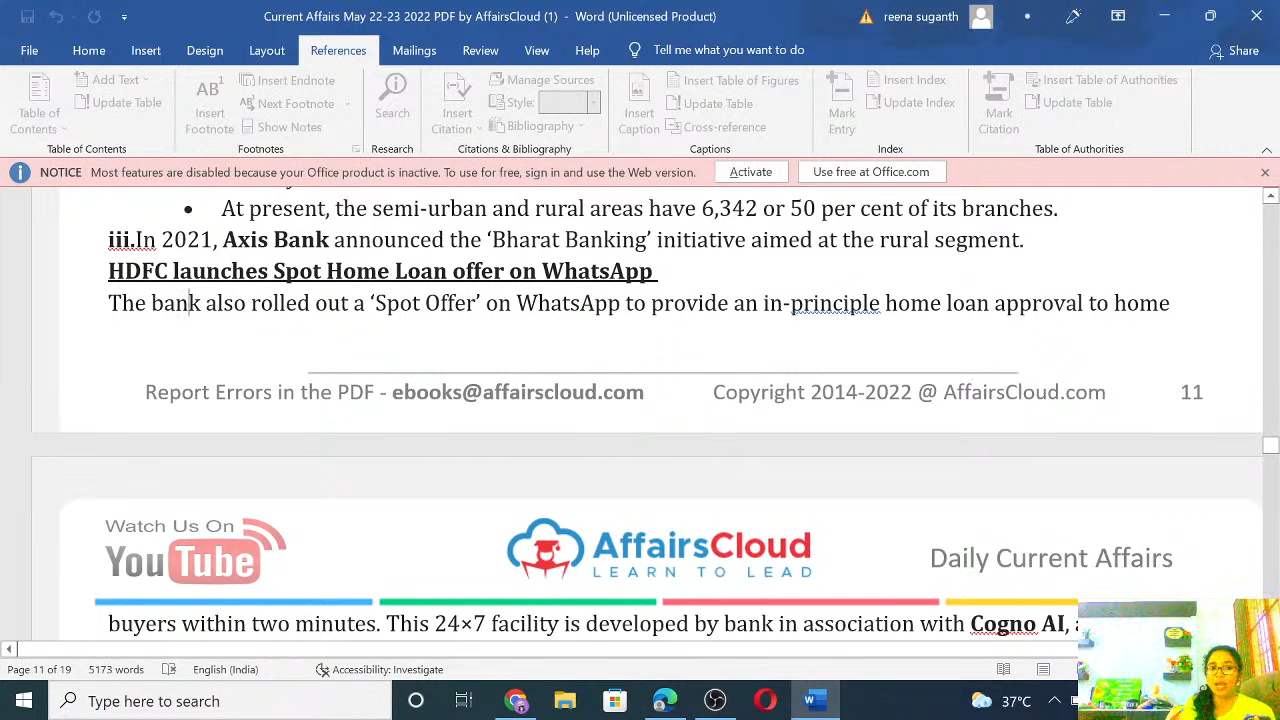 Current Affairs May 22-23 2022 PDF by AffairsCloud (1) - Word (Unlicensed Product)
reena suganth
File Home Insert Design Layout References Mailings Review View Help Tell me what you want to do Share
Table of Contents
Add Text
Update Table
Table of Contents
AB1
Insert Footnote
Insert Endnote
Next Footnote
Show Notes
Footnotes
Search
Research
Insert Citation
Manage Sources
Style:
Bibliography
Citations & Bibliography
Insert Caption
Insert Table of Figures
Update Table
Cross-reference
Captions
Mark Entry
Insert Index
Update Index
Index
Mark Citation
Insert Table of Authorities
Update Table
Table of Authorities
NOTICE Most features are disabled because your Office product is inactive. To use for free, sign in and use the Web version. Activate Use free at Office.com
• At present, the semi-urban and rural areas have 6,342 or 50 per cent of its branches.
iii.In 2021, Axis Bank announced the ‘Bharat Banking’ initiative aimed at the rural segment.
HDFC launches Spot Home Loan offer on WhatsApp
The bank also rolled out a ‘Spot Offer’ on WhatsApp to provide an in-principle home loan approval to home
Report Errors in the PDF - ebooks@affairscloud.com Copyright 2014-2022 @ AffairsCloud.com 11
Watch Us On
YouTube
AffairsCloud
LEARN TO LEAD
Daily Current Affairs
buyers within two minutes. This 24×7 facility is developed by bank in association with Cogno AI,
Page 11 of 19 5173 words English (India) Accessibility: Investigate
Type here to search
37°C